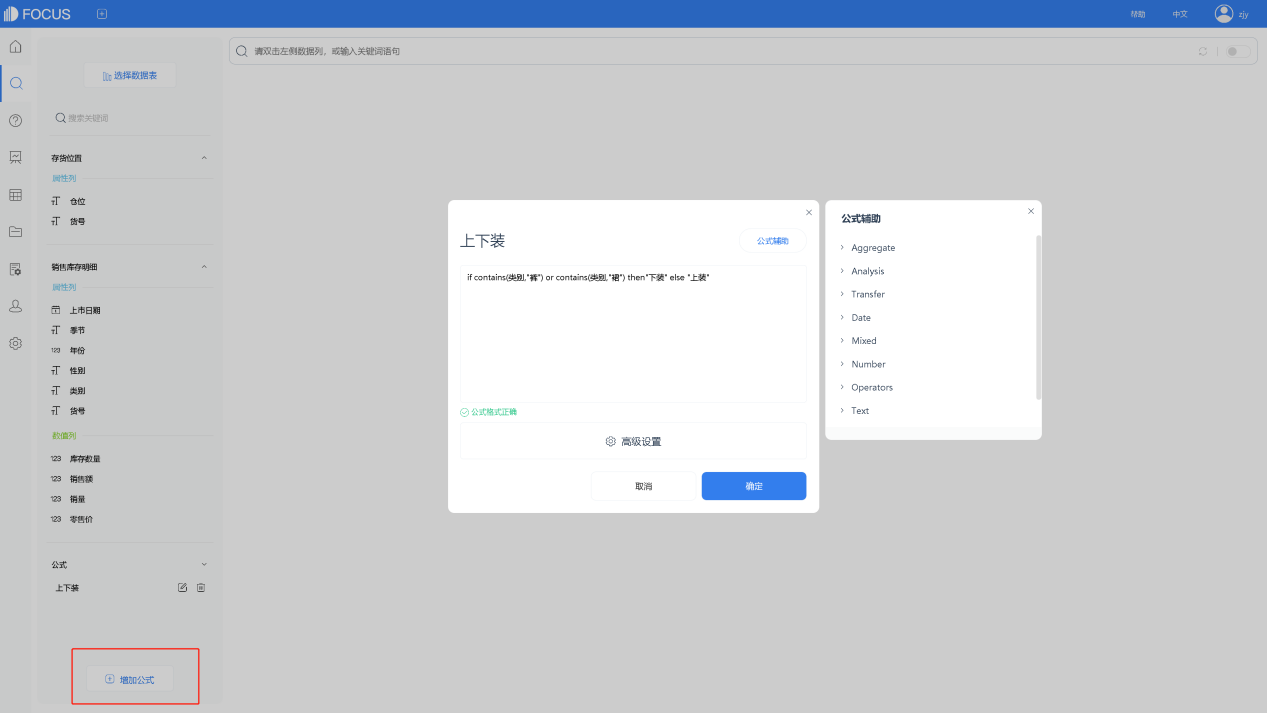 FOCUS
帮助
中文
zjy
选择数据表
请双击左侧数据列，或输入关键词语句
搜索关键词
存货位置
属性列
仓位
货号
销售库存明细
属性列
上市日期
季节
123 年份
性别
类别
货号
数值列
123 库存数量
123 销售额
123 销量
123 零售价
公式
上下装
增加公式
上下装
公式辅助
if contains(类别,"裤") or contains(类别,"裙") then"下装" else "上装"
公式格式正确
高级设置
取消
确定
公式辅助
Aggregate
Analysis
Transfer
Date
Mixed
Number
Operators
Text